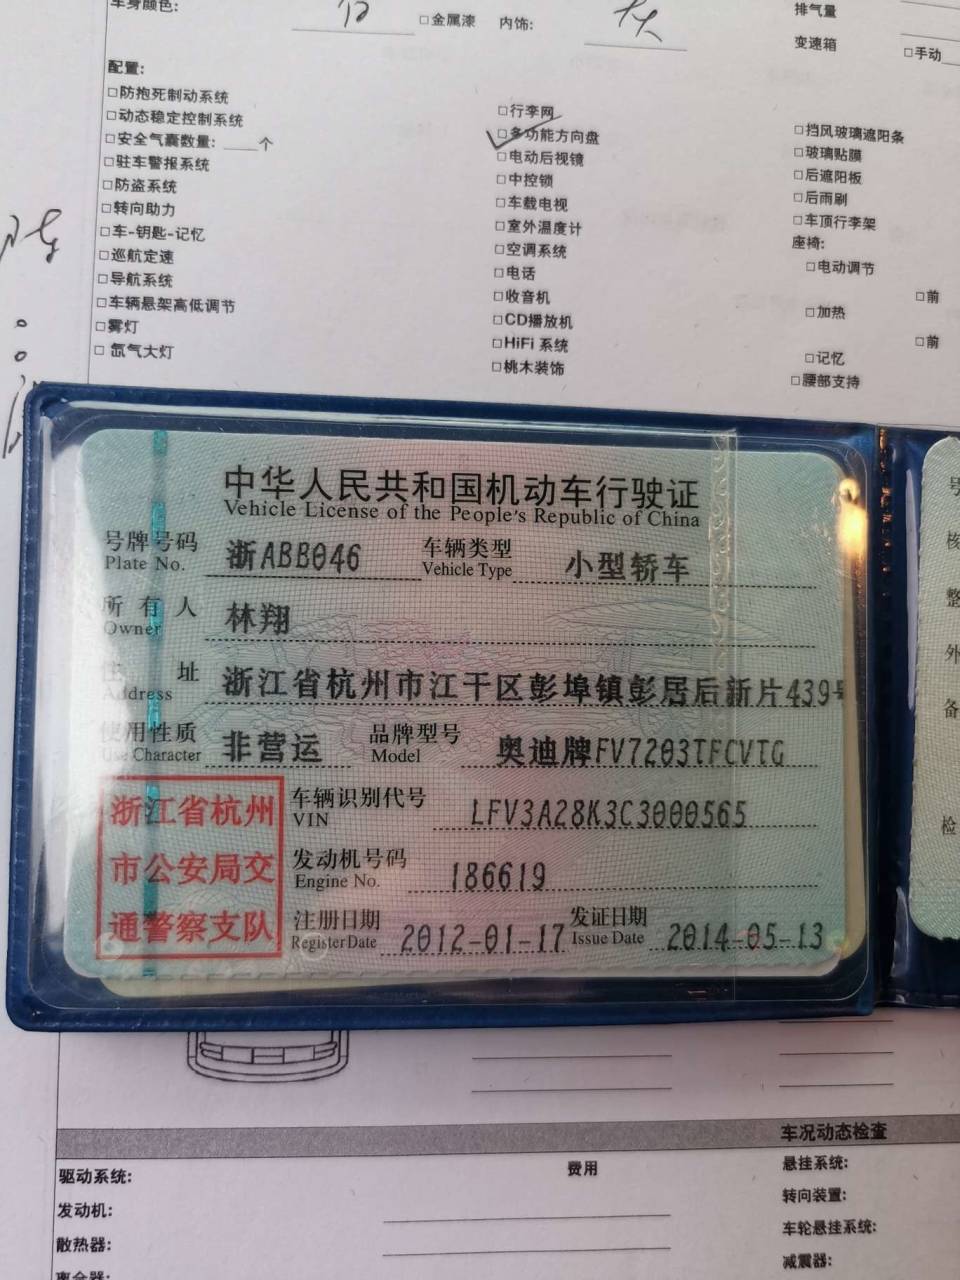 车身颜色: 白 □金属漆 内饰: 排气量
变速箱 □手动
配置:
□防抱死制动系统
□动态稳定控制系统
□安全气囊数量: 个
□驻车警报系统
□防盗系统
□转向助力
□车-钥匙-记忆
□巡航定速
□导航系统
□车辆悬架高低调节
□雾灯
□氙气大灯
□行李网
□多功能方向盘
□电动后视镜
□中控锁
□车载电视
□室外温度计
□空调系统
□电话
□收音机
□CD播放机
□HiFi 系统
□桃木装饰
□挡风玻璃遮阳条
□玻璃贴膜
□后遮阳板
□后雨刷
□车顶行李架
座椅:
□电动调节
□前
□加热
□前
□记忆
□腰部支持
中华人民共和国机动车行驶证
Vehicle License of the People's Republic of China
号牌号码 浙ABB046 车辆类型 小型轿车
Plate No. Vehicle Type
所有人 林翔
Owner
住址 浙江省杭州市江干区彭埠镇彭居后新片439号
Address
使用性质 非营运 品牌型号 奥迪牌FV7203TFCVTG
Use Character Model
浙江省杭州
市公安局交
通警察支队
车辆识别代号 LFV3A28K3C3000565
VIN
发动机号码 186619
Engine No.
注册日期 2012-01-17 发证日期 2014-05-13
Register Date Issue Date
号
核
整
外
备
检
车况动态检查
驱动系统: 费用 悬挂系统:
发动机: 转向装置:
散热器: 车轮悬挂系统:
离合器: 减震器: